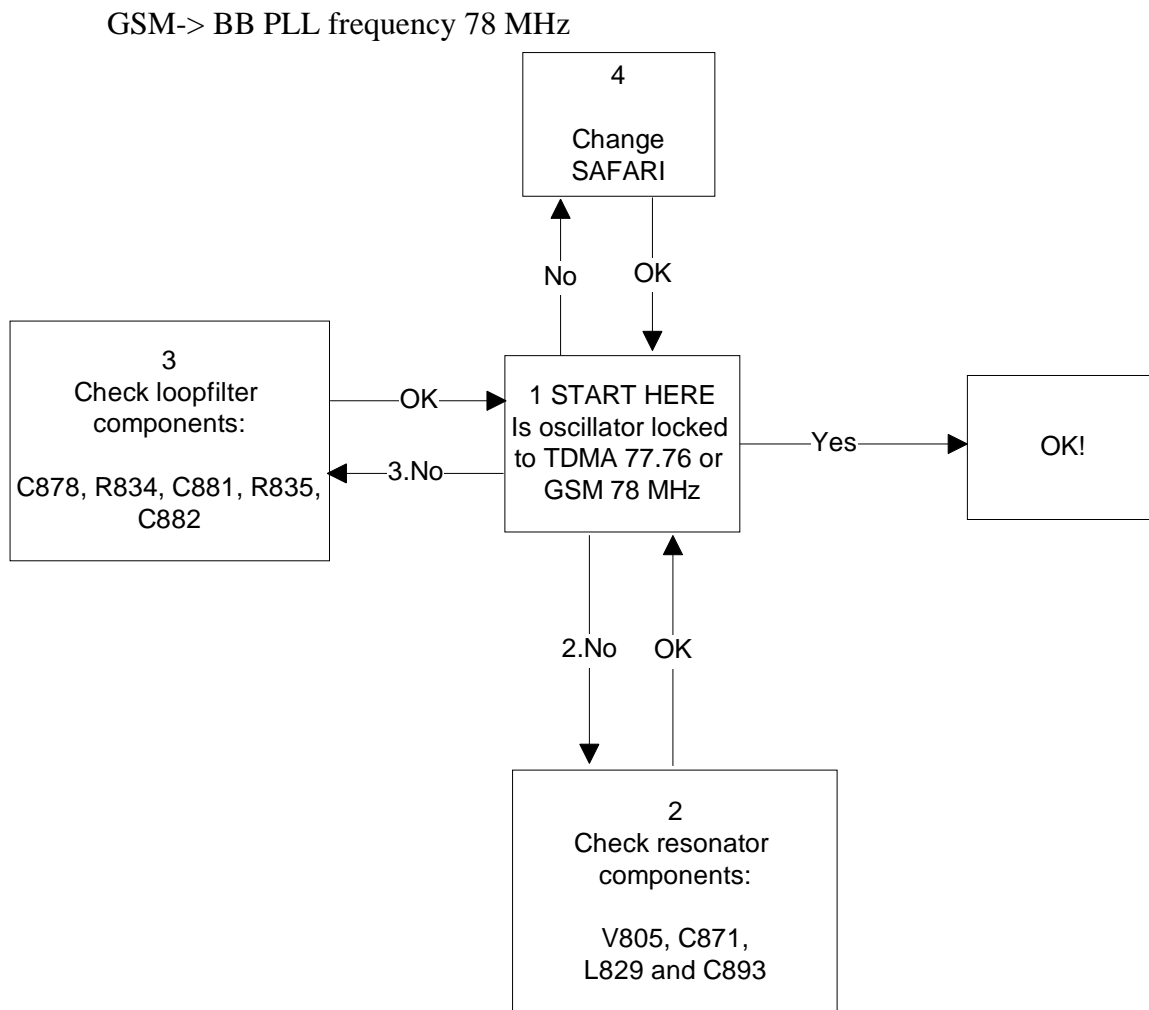 GSM-> BB PLL frequency 78 MHz
4
Change
SAFARI
No
OK
3
Check loopfilter
components:
C878, R834, C881, R835,
C882
OK
3.No
1 START HERE
Is oscillator locked
to TDMA 77.76 or
GSM 78 MHz
Yes
OK!
2.No
OK
2
Check resonator
components:
V805, C871,
L829 and C893